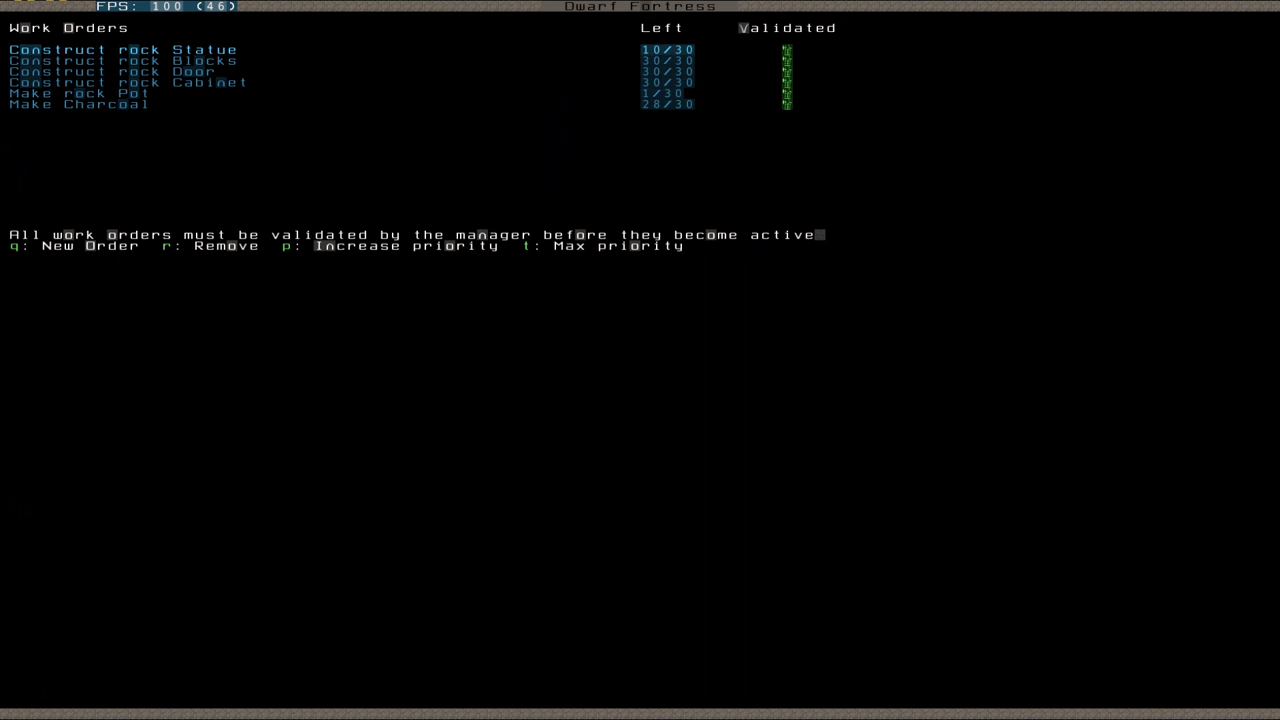 FPS: 100 (46)
Dwarf Fortress
Work Orders Left Validated
Construct rock Statue 10/30
Construct rock Blocks 30/30
Construct rock Door 30/30
Construct rock Cabinet 30/30
Make rock Pot 1/30
Make Charcoal 28/30
All work orders must be validated by the manager before they become active
q: New Order r: Remove p: Increase priority t: Max priority